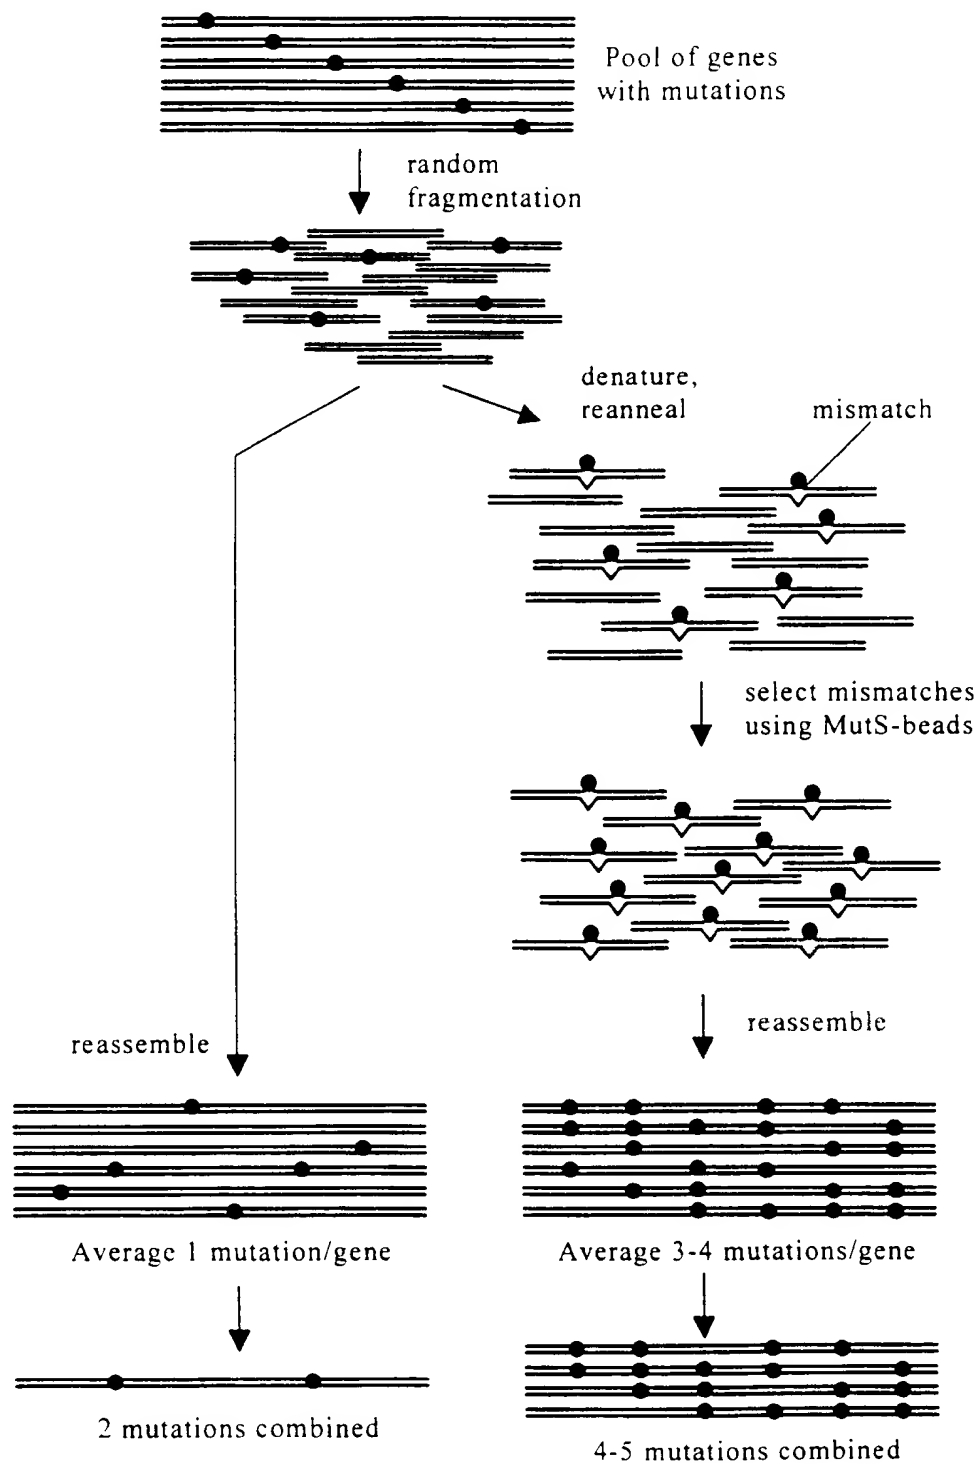 Pool of genes
with mutations
random
fragmentation
denature,
reanneal
mismatch
select mismatches
using MutS-beads
reassemble
reassemble
Average 1 mutation/gene
Average 3-4 mutations/gene
2 mutations combined
4-5 mutations combined